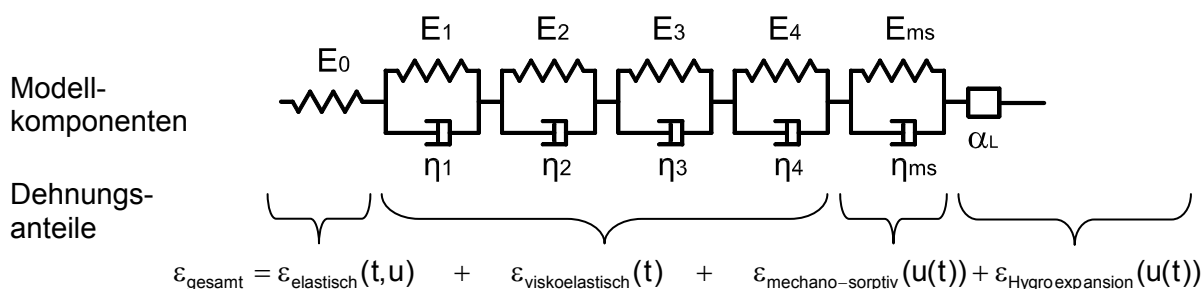 E1 E2 E3 E4 Ems
E0
Modell-
komponenten
αL
η1 η2 η3 η4 ηms
Dehnungs-
anteile
εgesamt = εelastisch(t,u) + εviskoelastisch(t) + εmechano−sorptiv(u(t)) + εHygroexpansion(u(t))